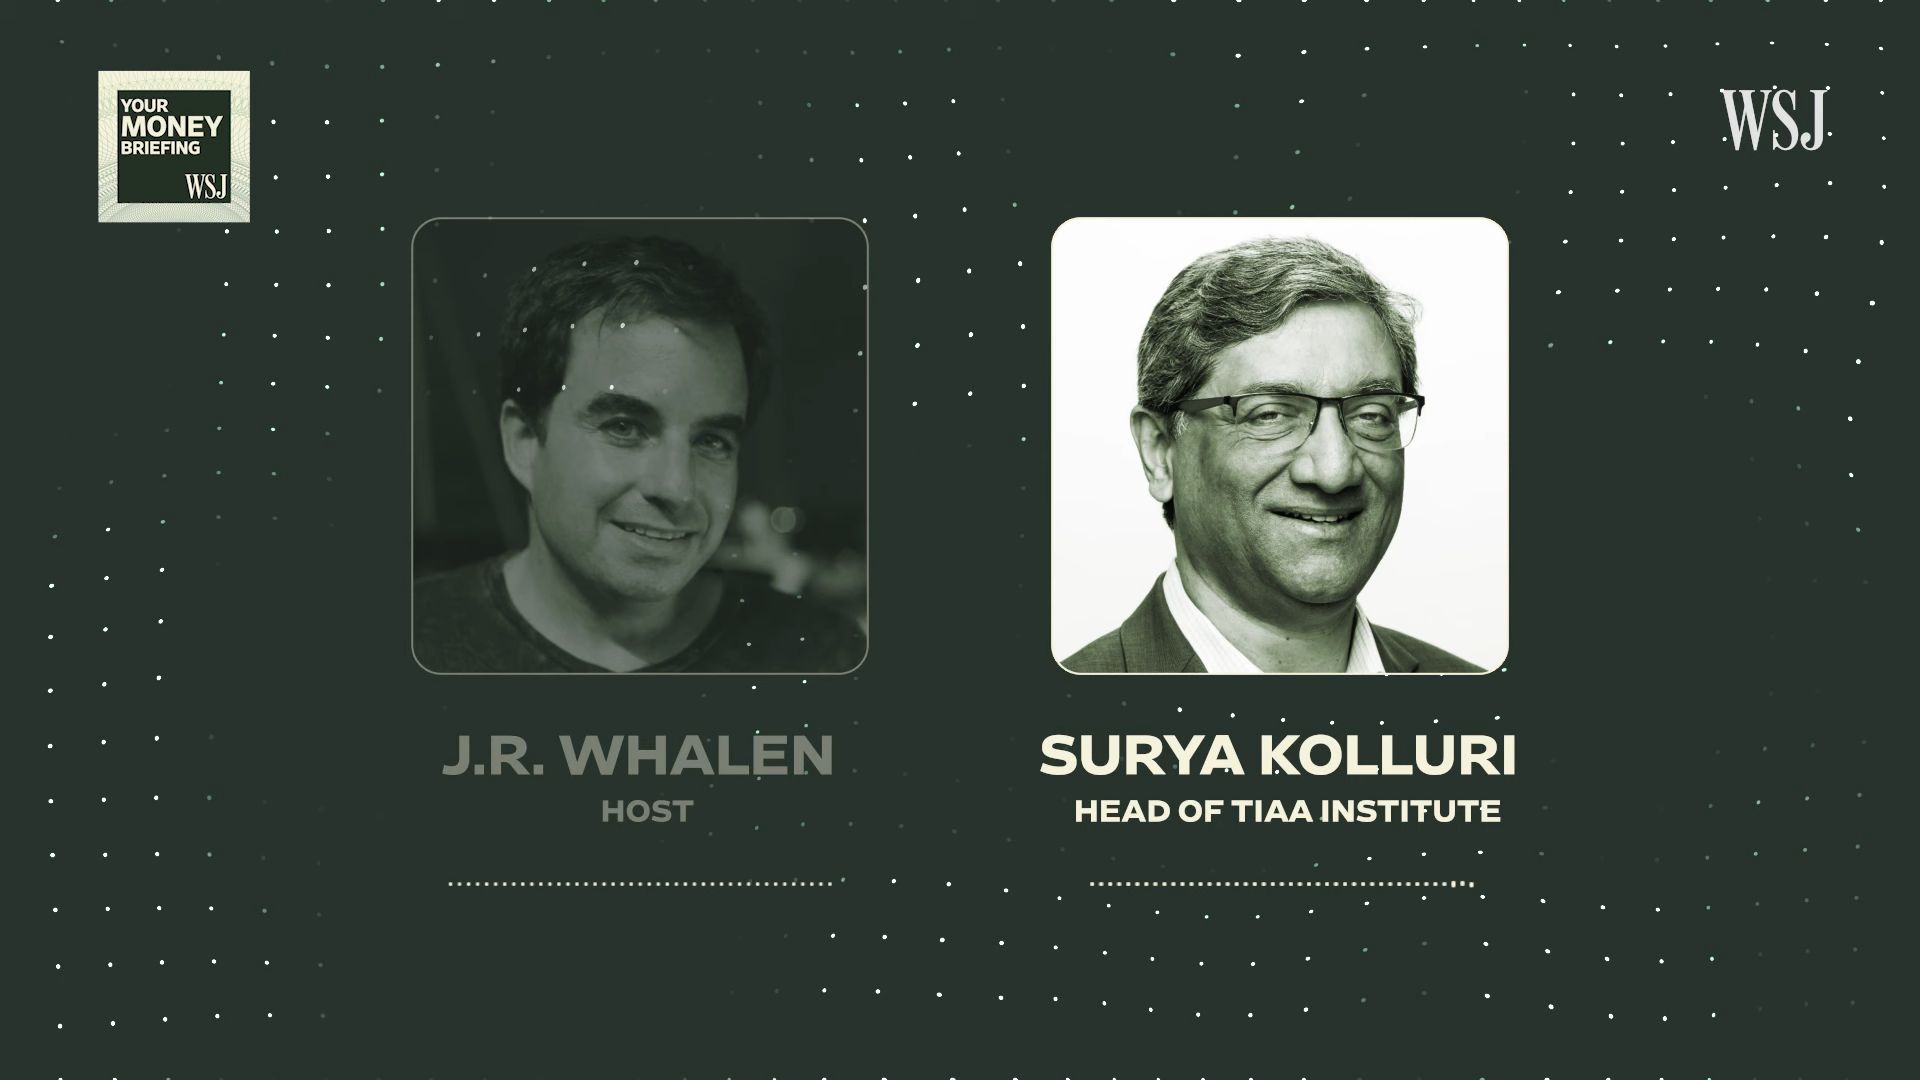 YOUR
MONEY
BRIEFING
WSJ
WSJ
J.R. WHALEN
HOST
SURYA KOLLURI
HEAD OF TIAA INSTITUTE